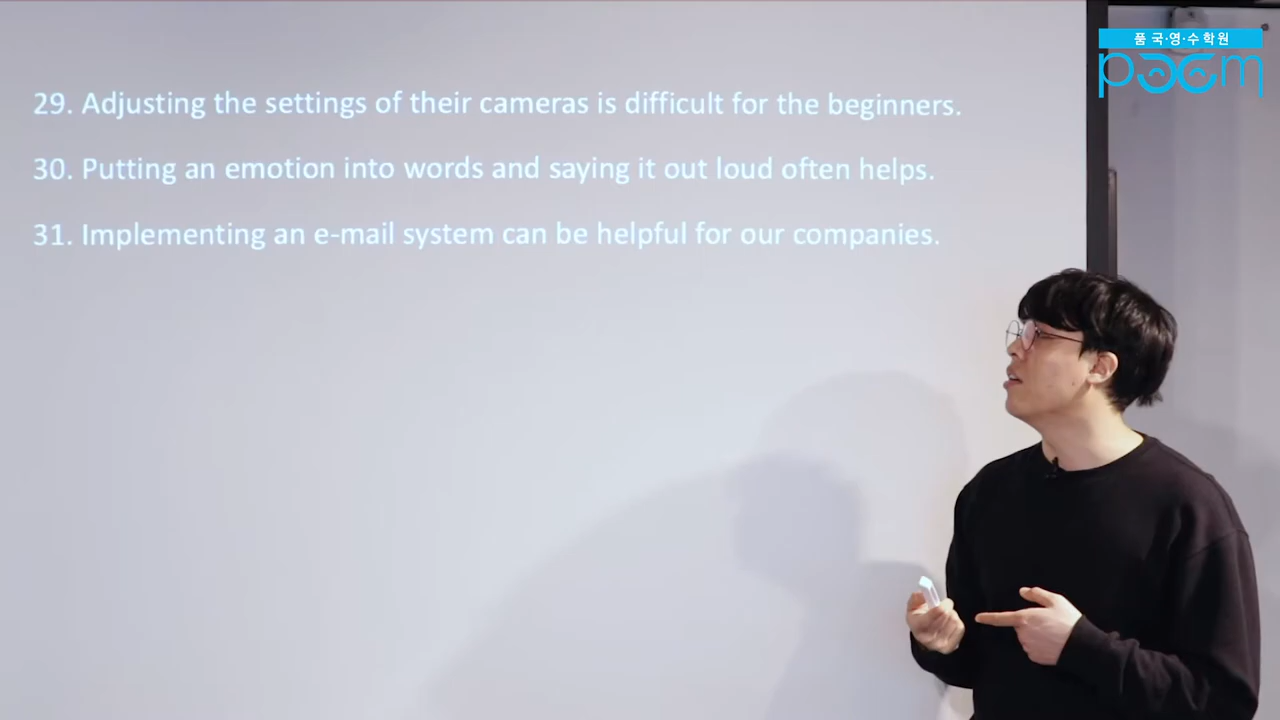 품 국·영·수 학원
poem
29. Adjusting the settings of their cameras is difficult for the beginners.
30. Putting an emotion into words and saying it out loud often helps.
31. Implementing an e-mail system can be helpful for our companies.